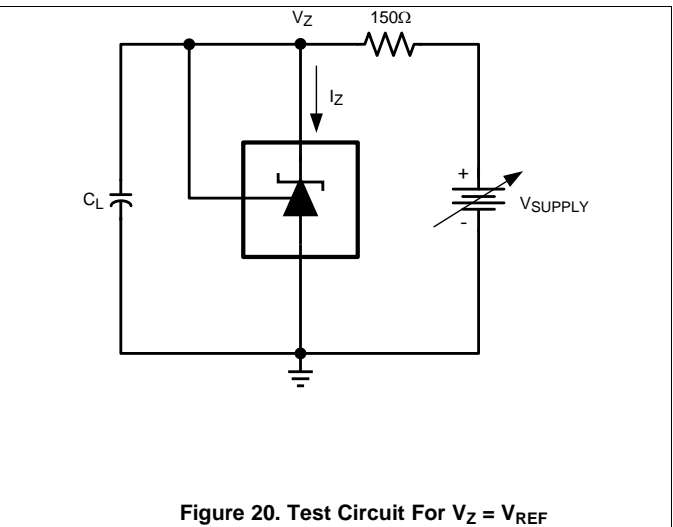 VZ
150Ω
IZ
CL
+
VSUPPLY
-
Figure 20. Test Circuit For VZ = VREF